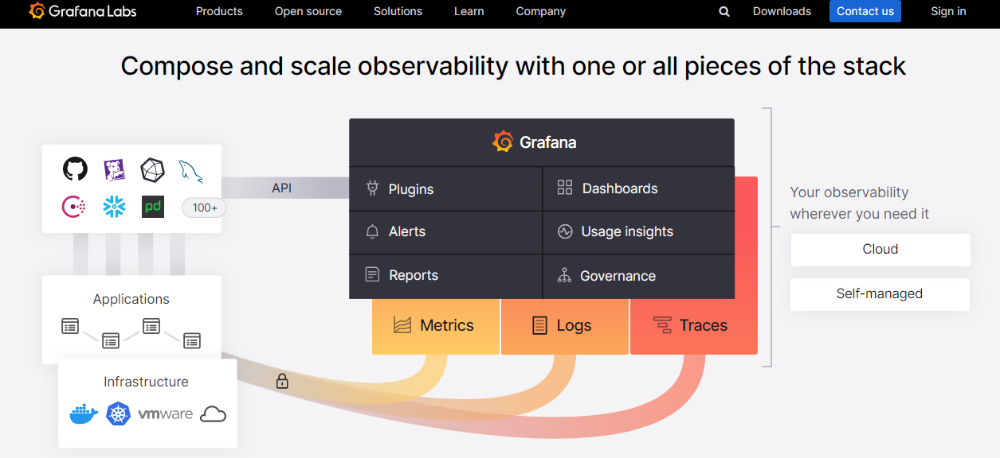 Grafana Labs
Products
Open source
Solutions
Learn
Company
Downloads
Contact us
Sign in
Compose and scale observability with one or all pieces of the stack
pd
100+
API
Grafana
Plugins
Dashboards
Alerts
Usage insights
Reports
Governance
Metrics
Logs
Traces
Applications
Infrastructure
vmware
Your observability
wherever you need it
Cloud
Self-managed